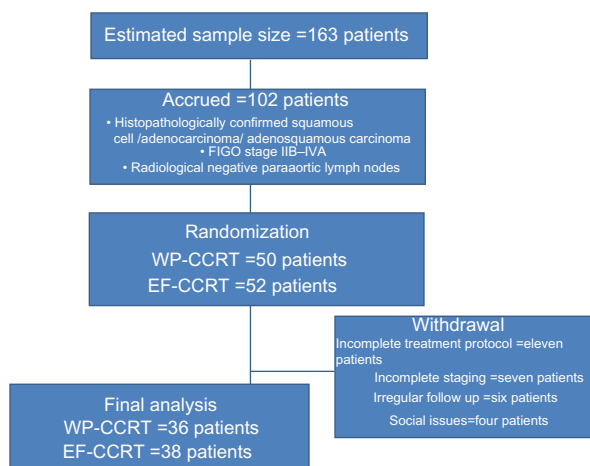 Estimated sample size =163 patients
Accrued =102 patients
• Histopathologically confirmed squamous
cell /adenocarcinoma/ adenosquamous carcinoma
• FIGO stage IIB–IVA
• Radiological negative paraaortic lymph nodes
Randomization
WP-CCRT =50 patients
EF-CCRT =52 patients
Withdrawal
Incomplete treatment protocol =eleven
patients
Incomplete staging =seven patients
Irregular follow up =six patients
Social issues=four patients
Final analysis
WP-CCRT =36 patients
EF-CCRT =38 patients